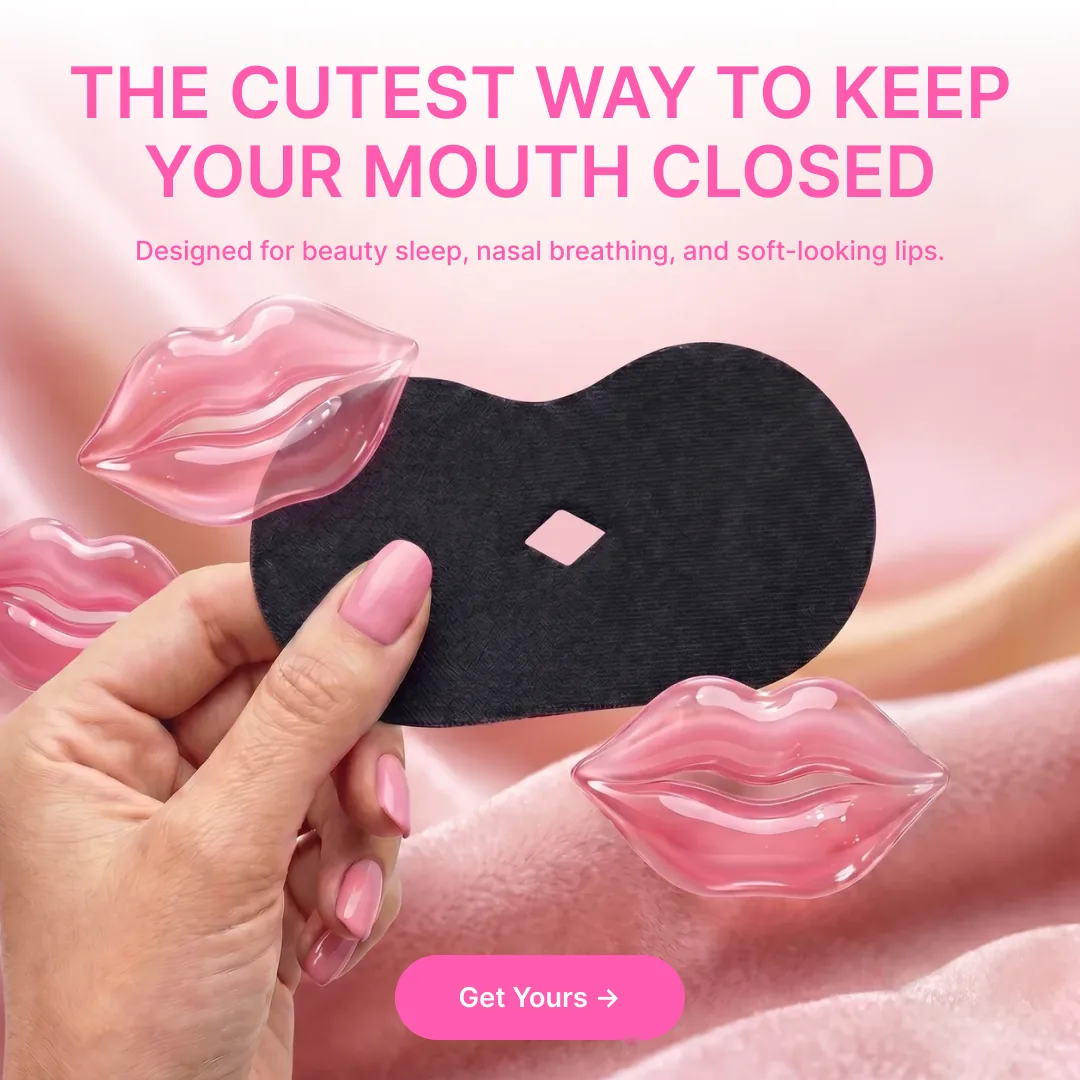 THE CUTEST WAY TO KEEP
YOUR MOUTH CLOSED
Designed for beauty sleep, nasal breathing, and soft-looking lips.
Get Yours →